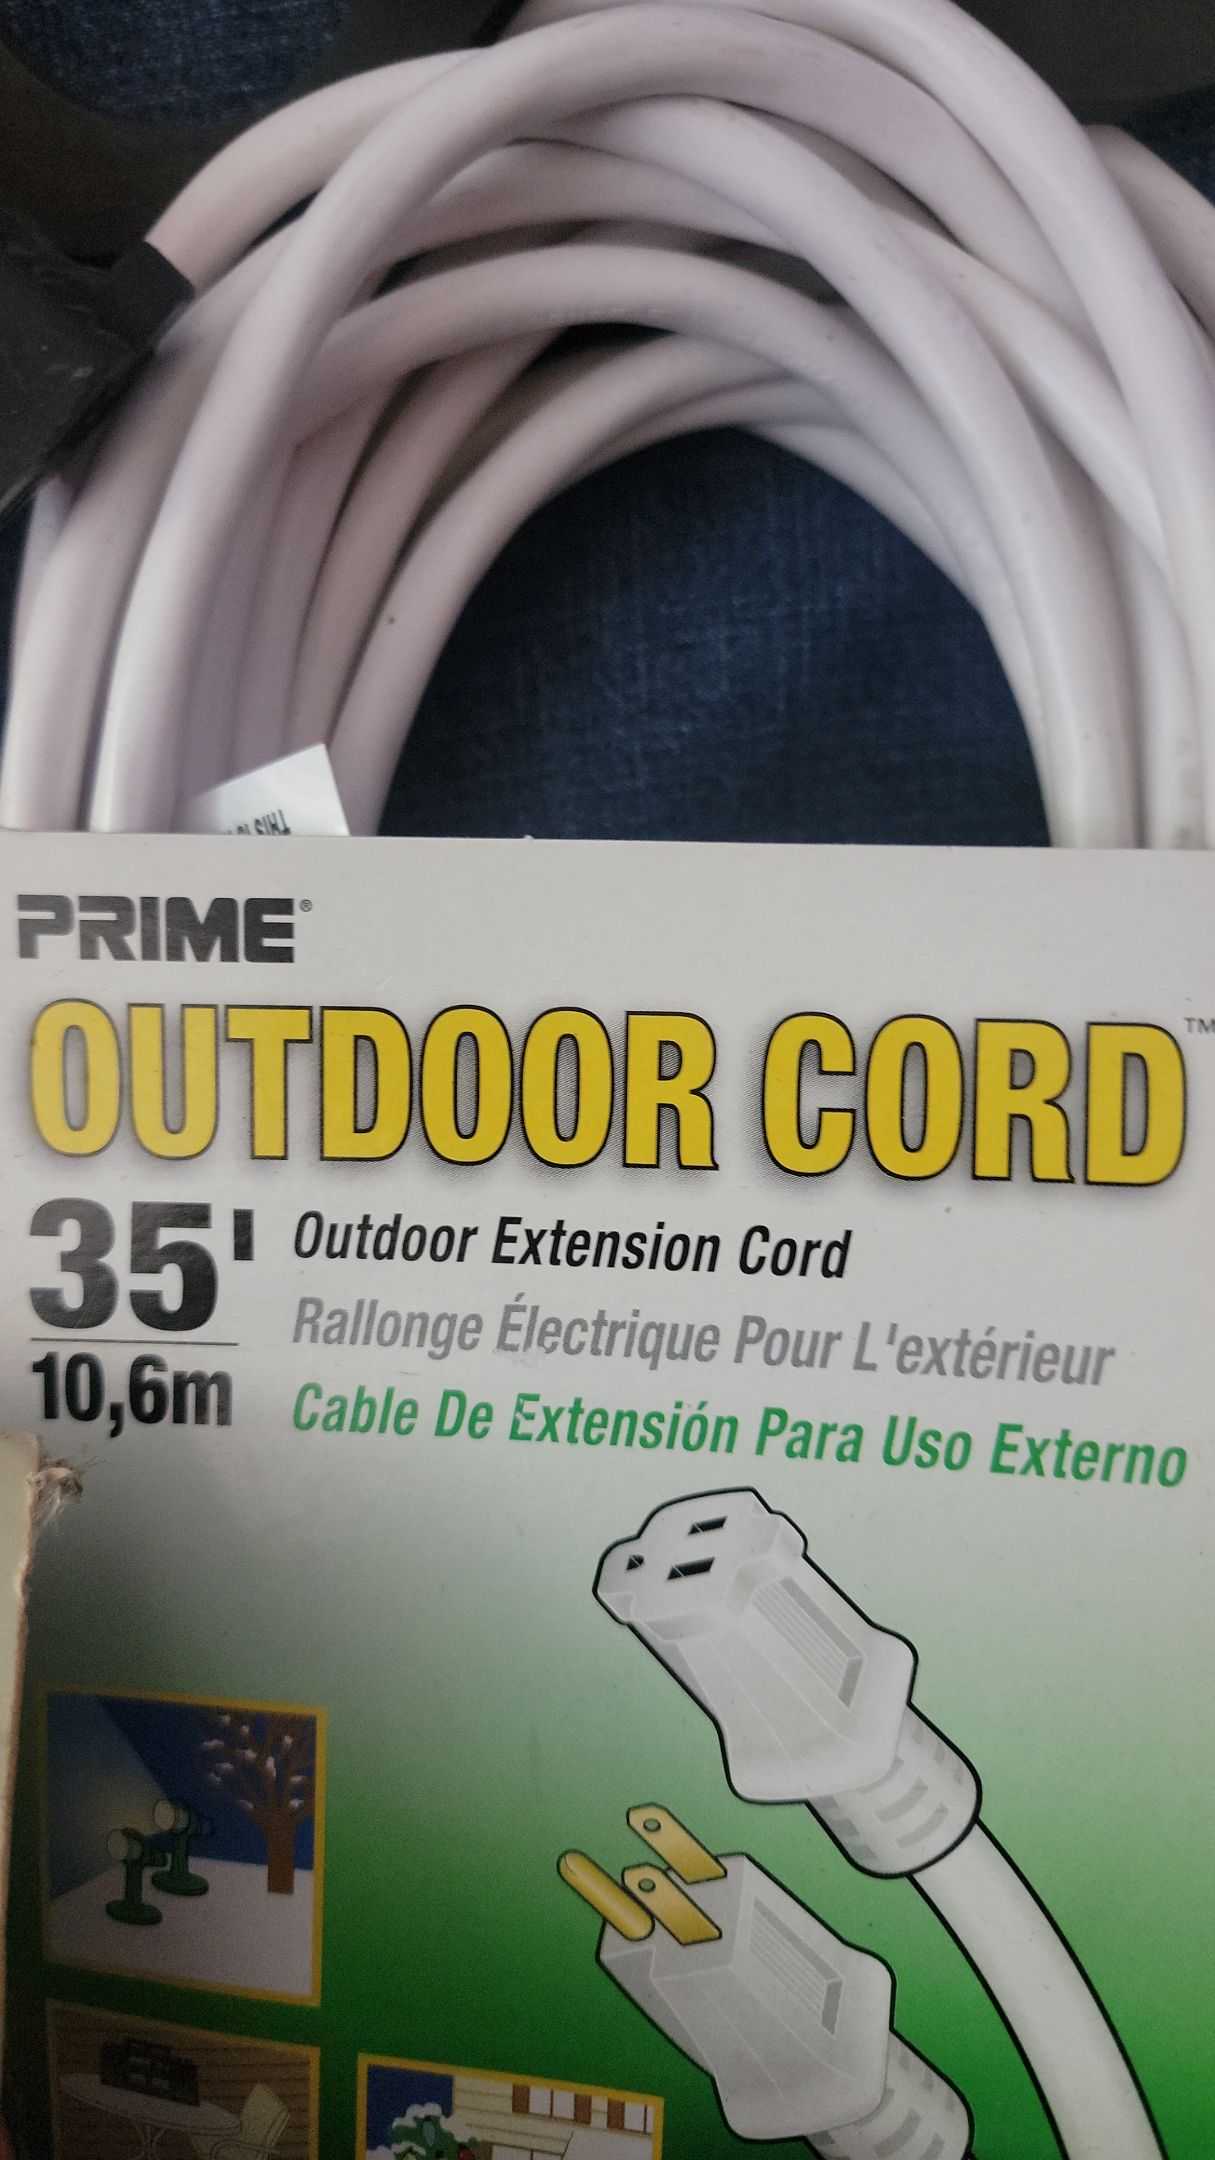 PRIME®
OUTDOOR CORD™
35'
10,6m
Outdoor Extension Cord
Rallonge Électrique Pour L'extérieur
Cable De Extensión Para Uso Externo